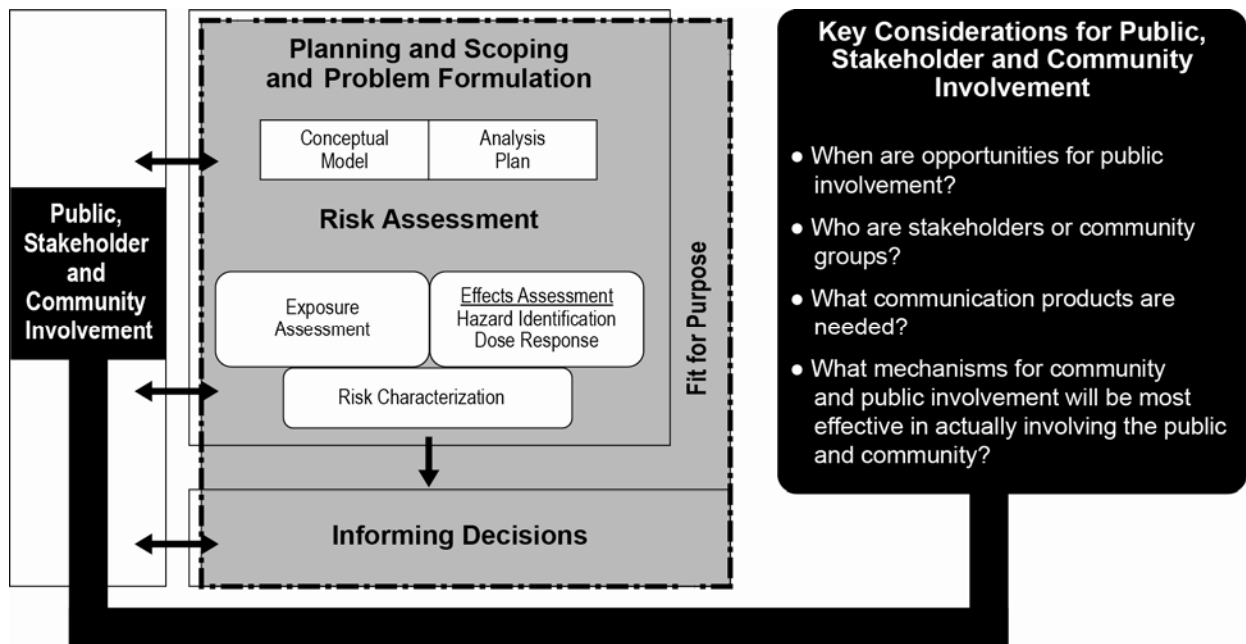 Planning and Scoping
and Problem Formulation
Conceptual
Model
Analysis
Plan
Public,
Stakeholder
and
Community
Involvement
Risk Assessment
Exposure
Assessment
Effects Assessment
Hazard Identification
Dose Response
Risk Characterization
Fit for Purpose
Informing Decisions
Key Considerations for Public,
Stakeholder and Community
Involvement
● When are opportunities for public
involvement?
● Who are stakeholders or community
groups?
● What communication products are
needed?
● What mechanisms for community
and public involvement will be most
effective in actually involving the public
and community?